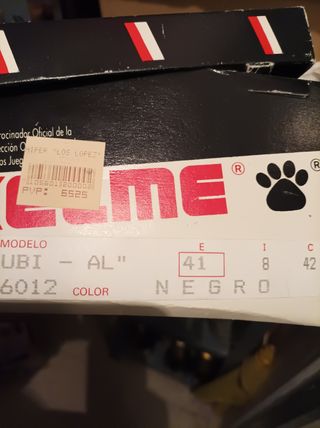 rocinador Oficial de la
ección O
os Jueg
HIPER "LOS LOPEZ"
PVP: 6525
KELME®
®
MODELO E I C
UBI - AL" 41 8 42
6012 COLOR NEGRO